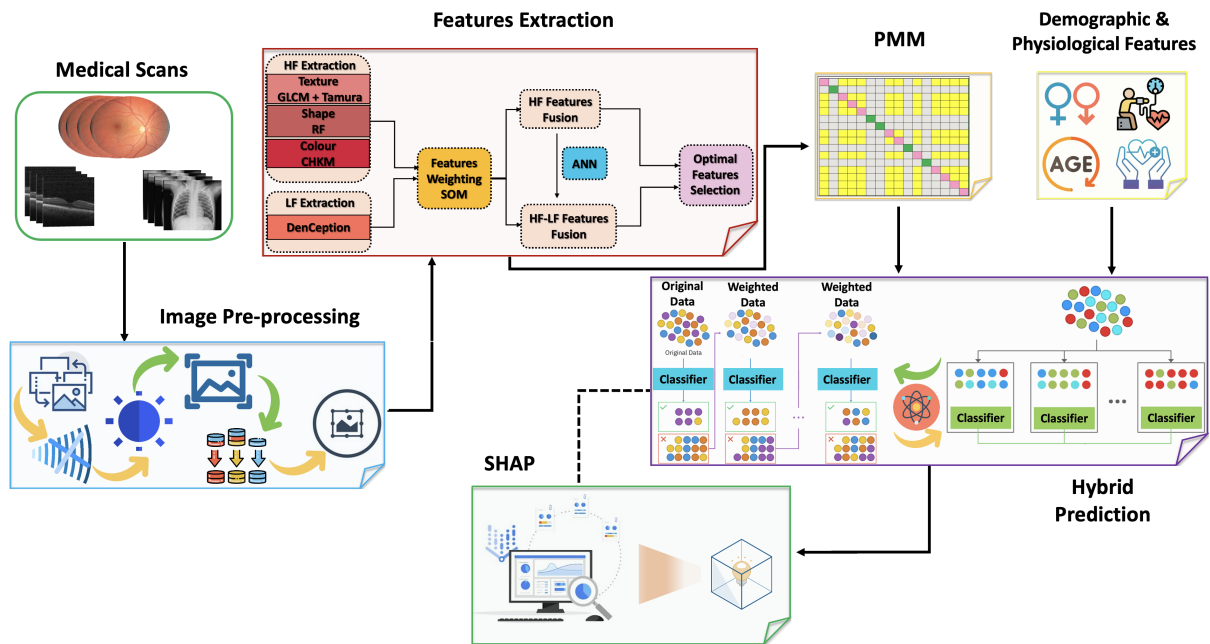 Features Extraction
Medical Scans
HF Extraction
Texture
GLCM + Tamura
Shape
RF
Colour
CHKM
LF Extraction
DenCeption
Features
Weighting
SOM
HF Features
Fusion
ANN
HF-LF Features
Fusion
Optimal
Features
Selection
PMM
Demographic &
Physiological Features
AGE
Image Pre-processing
Original
Data
Weighted
Data
Weighted
Data
Original Data
Classifier
Classifier
Classifier
...
Classifier
Classifier
...
Classifier
Hybrid
Prediction
SHAP